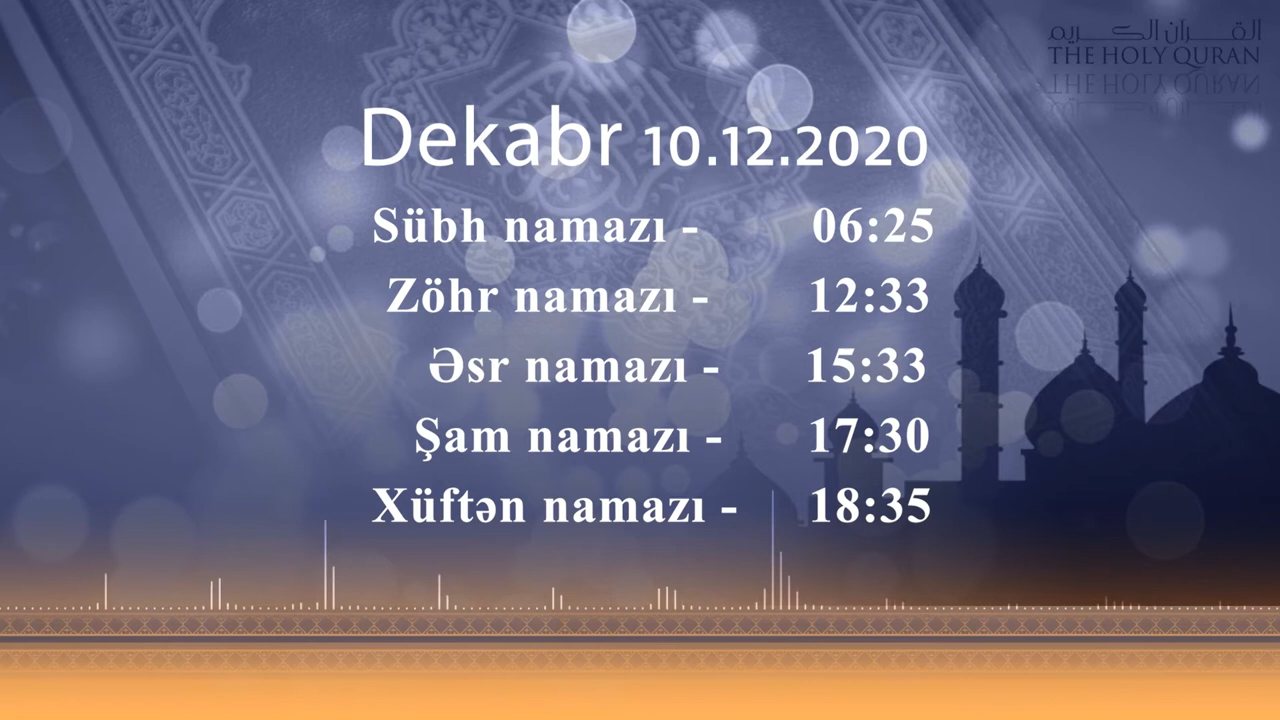 القرآن الكريم
THE HOLY QURAN
Dekabr 10.12.2020
Sübh namazı - 06:25
Zöhr namazı - 12:33
Əsr namazı - 15:33
Şam namazı - 17:30
Xüftən namazı - 18:35